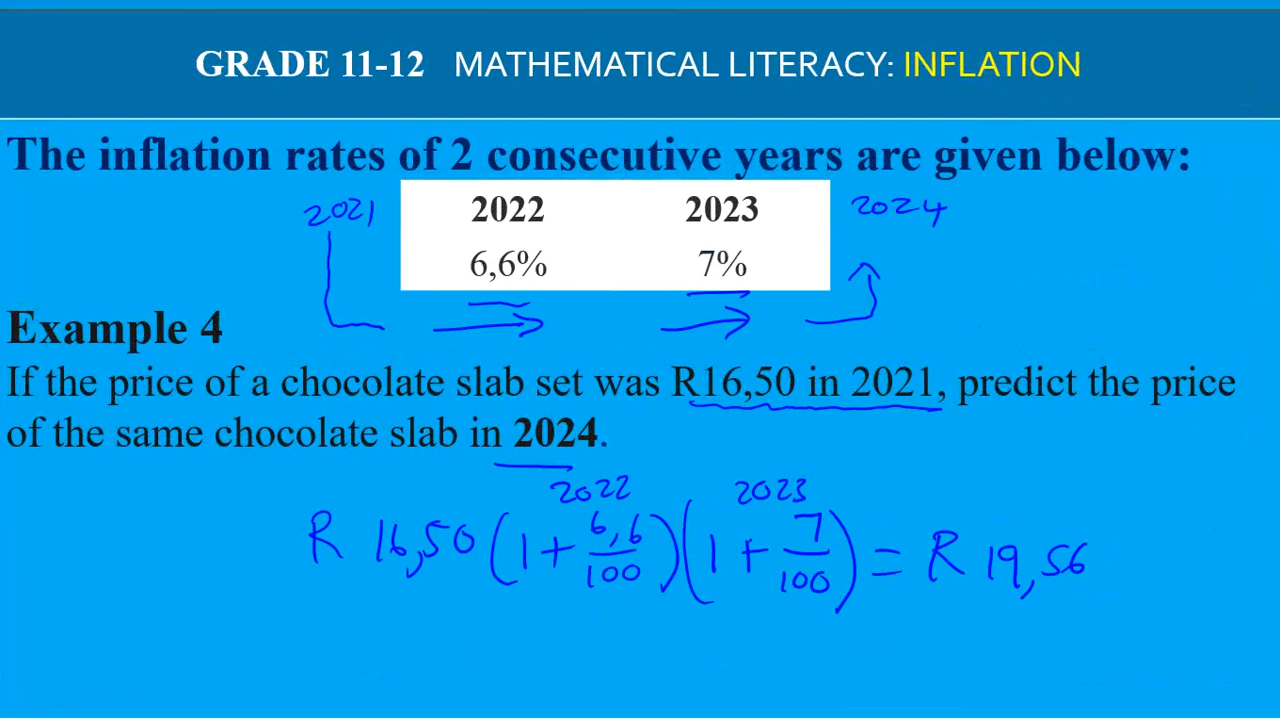 GRADE 11-12 MATHEMATICAL LITERACY: INFLATION
The inflation rates of 2 consecutive years are given below:
2021 2022 2023 2024
6,6% 7%
Example 4
If the price of a chocolate slab set was R16,50 in 2021, predict the price
of the same chocolate slab in 2024.
2022 2023
R 16,50 (1 + 6,6/100)(1 + 7/100) = R 19,56